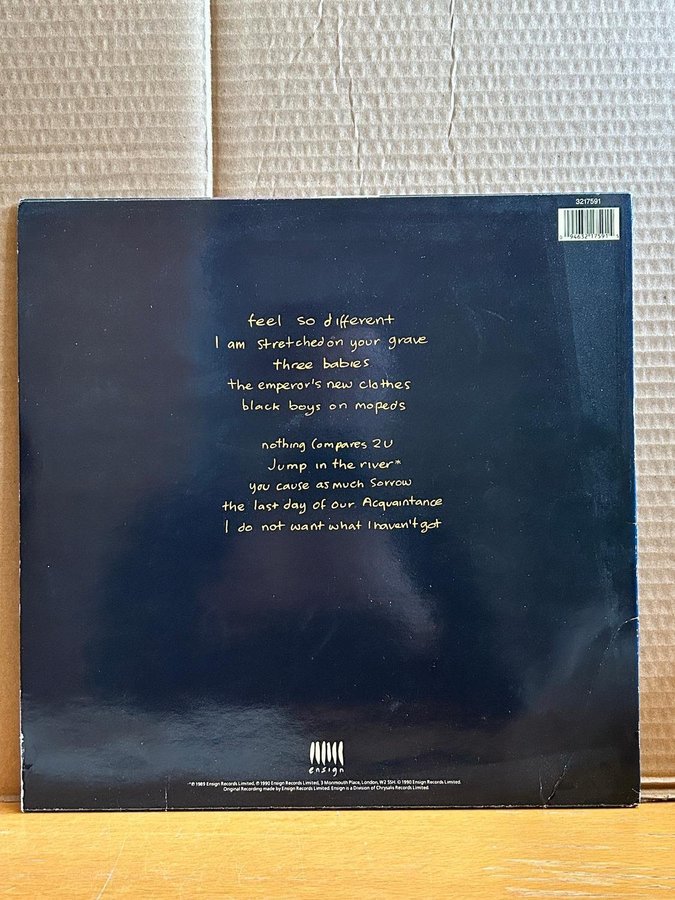 3217591
0 94632 17591 6
feel so different
I am stretched on your grave
three babies
the emperor's new clothes
black boys on mopeds
nothing Compares 2U
Jump in the river*
you cause as much Sorrow
the last day of our Acquaintance
I do not want what I haven't got
ensign
*℗ 1989 Ensign Records Limited, ℗ 1990 Ensign Records Limited, 3 Monmouth Place, London, W2 5SH. © 1990 Ensign Records Limited.
Original Recording made by Ensign Records Limited. Ensign is a Division of Chrysalis Records Limited.